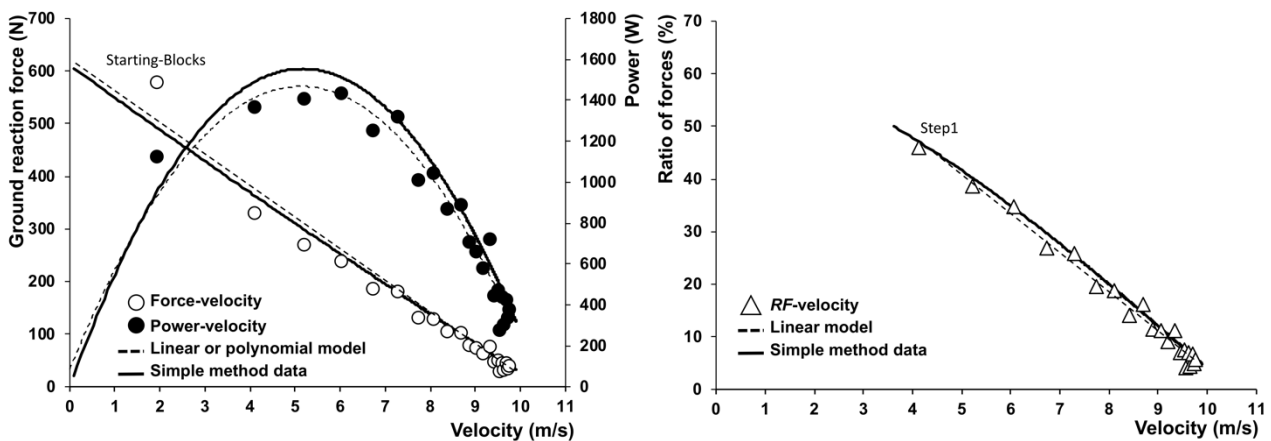 Ground reaction force (N)
700
600
500
400
300
200
100
0
Starting-Blocks
Force-velocity
Power-velocity
Linear or polynomial model
Simple method data
0 1 2 3 4 5 6 7 8 9 10 11
Velocity (m/s)
1800
1600
1400
1200
1000
800
600
400
200
0
Power (W)
Ratio of forces (%)
70
60
50
40
30
20
10
0
Step1
RF-velocity
Linear model
Simple method data
0 1 2 3 4 5 6 7 8 9 10 11
Velocity (m/s)